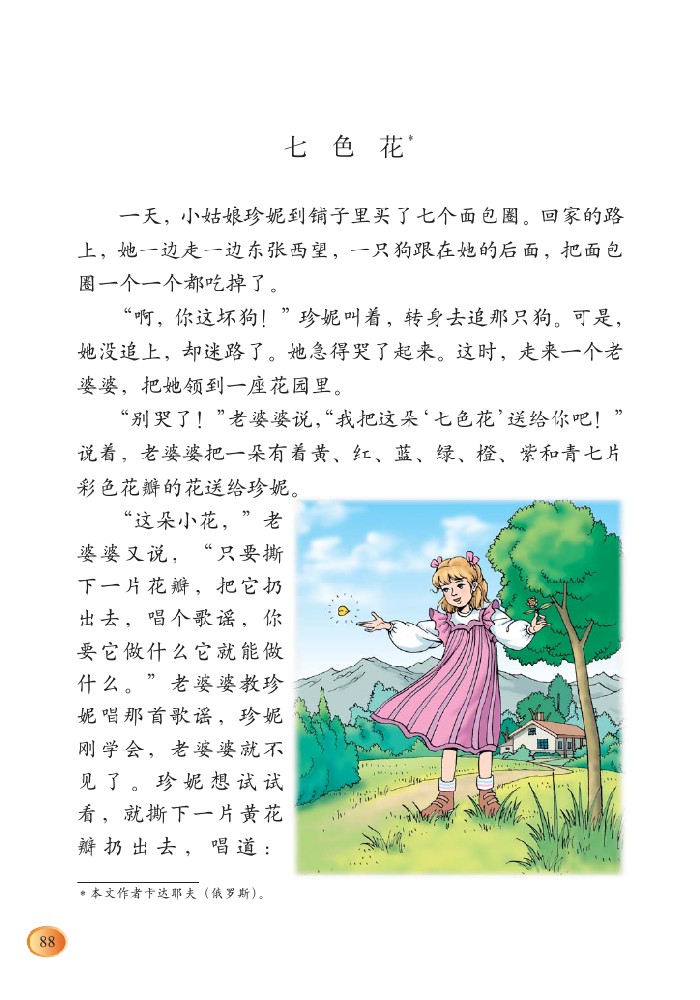 七色花*
一天，小姑娘珍妮到铺子里买了七个面包圈。回家的路
上，她一边走一边东张西望，一只狗跟在她的后面，把面包
圈一个一个都吃掉了。
“啊，你这坏狗！”珍妮叫着，转身去追那只狗。可是，
她没追上，却迷路了。她急得哭了起来。这时，走来一个老
婆婆，把她领到一座花园里。
“别哭了！”老婆婆说，“我把这朵‘七色花’送给你吧！”
说着，老婆婆把一朵有着黄、红、蓝、绿、橙、紫和青七片
彩色花瓣的花送给珍妮。
“这朵小花，”老
婆婆又说，“只要撕
下一片花瓣，把它扔
出去，唱个歌谣，你
要它做什么它就能做
什么。”老婆婆教珍
妮唱那首歌谣，珍妮
刚学会，老婆婆就不
见了。珍妮想试试
看，就撕下一片黄花
瓣扔出去，唱道：
*本文作者卡达耶夫（俄罗斯）。
88